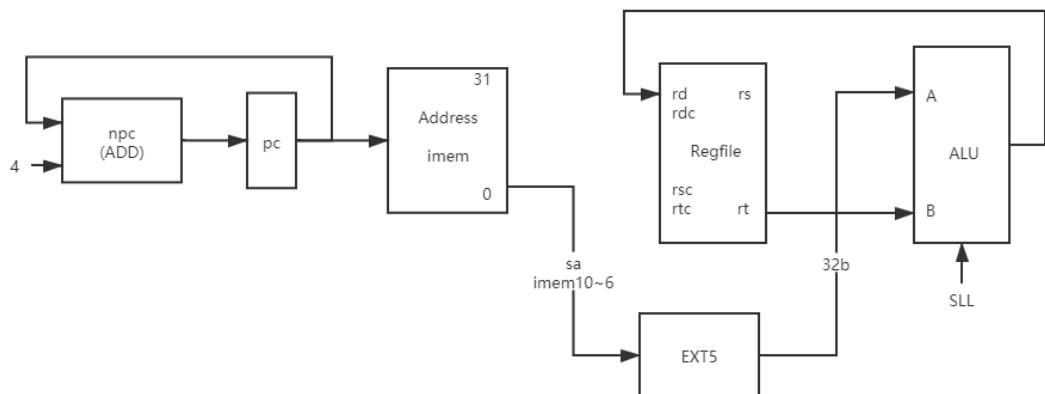 4
npc
(ADD)
pc
31
Address
imem
0
sa
imem10~6
EXT5
32b
rd
rs
rdc
Regfile
rsc
rtc
rt
A
ALU
B
SLL